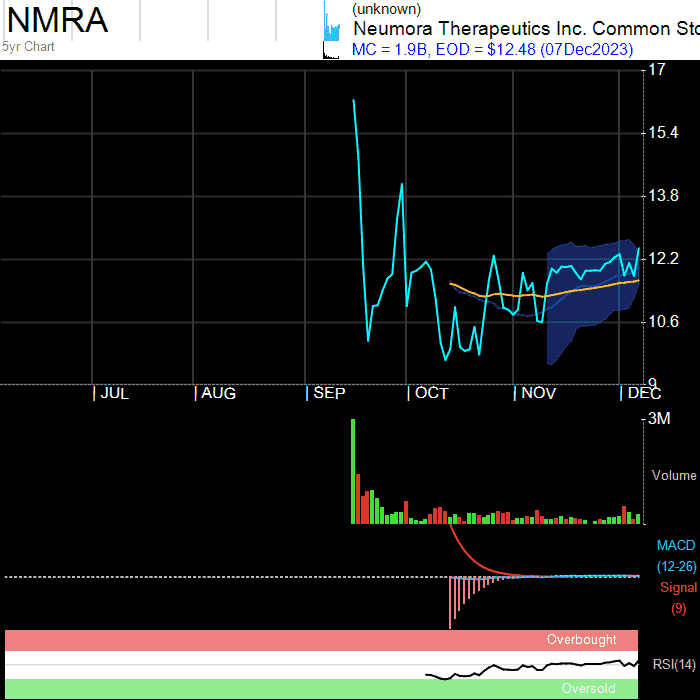 NMRA
5yr Chart
(unknown)
Neumora Therapeutics Inc. Common Sto
MC = 1.9B, EOD = $12.48 (07Dec2023)
17
15.4
13.8
12.2
10.6
9
JUL AUG SEP OCT NOV DEC
3M
Volume
MACD
(12-26)
Signal
(9)
Overbought
RSI(14)
Oversold